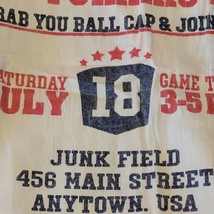 RAB YOU BALL CAP & JOIN
ATURDAY
GAME T
ULY
18
3-5
JUNK FIELD
456 MAIN STREET
ANYTOWN, USA